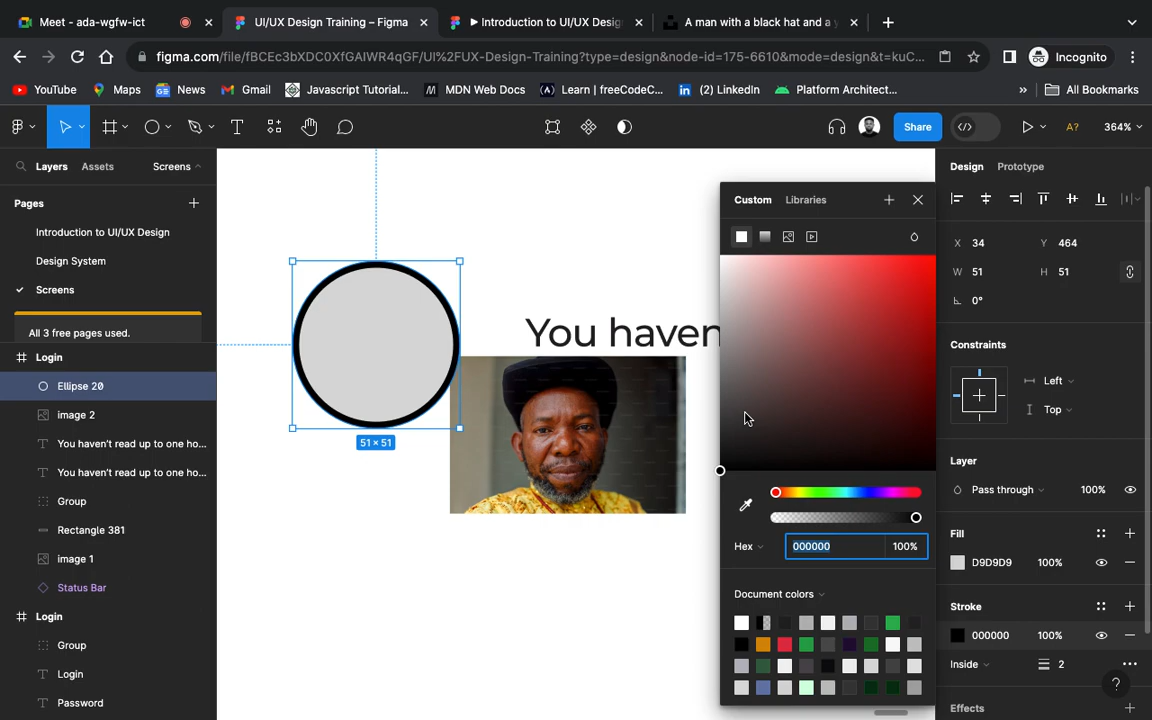 Meet - ada-wgfw-ict
UI/UX Design Training – Figma
▶ Introduction to UI/UX Desig
A man with a black hat and a y
figma.com/file/fBCEc3bXDC0XfGAIWR4qGF/UI%2FUX-Design-Training?type=design&node-id=175-6610&mode=design&t=kuC...
Incognito
YouTube
Maps
News
Gmail
Javascript Tutorial...
MDN Web Docs
Learn | freeCodeC...
(2) LinkedIn
Platform Architect...
»
All Bookmarks
Share
A?
364%
Layers
Assets
Screens
Pages
Introduction to UI/UX Design
Design System
Screens
All 3 free pages used.
Login
Ellipse 20
image 2
You haven't read up to one ho...
You haven't read up to one ho...
Group
Rectangle 381
image 1
Status Bar
Login
Group
Login
Password
51 × 51
You haven
Custom
Libraries
Hex
000000
100%
Document colors
Design
Prototype
X 34
Y 464
W 51
H 51
0°
Constraints
Left
Top
Layer
Pass through
100%
Fill
D9D9D9
100%
Stroke
000000
100%
Inside
2
?
Effects